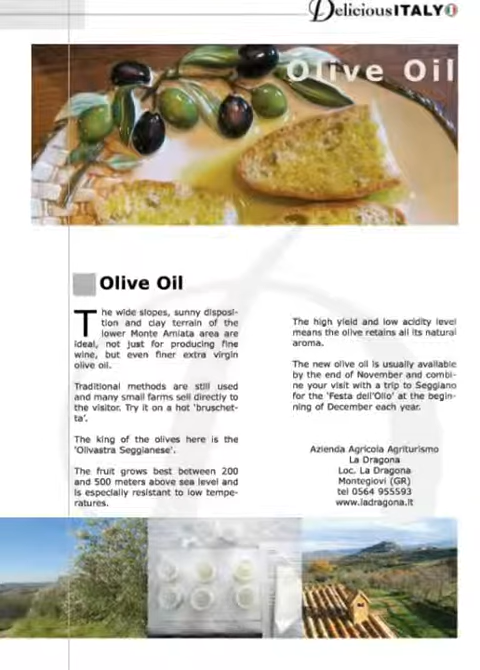 DeliciousITALY
Olive Oil
Olive Oil
The wide slopes, sunny disposi-
tion and clay terrain of the
lower Monte Amiata area are
ideal, not just for producing fine
wine, but even finer extra virgin
olive oil.
Traditional methods are still used
and many small farms sell directly to
the visitor. Try it on a hot 'bruschet-
ta'.
The king of the olives here is the
'Olivastra Seggianese'.
The fruit grows best between 200
and 500 meters above sea level and
is especially resistant to low tempe-
ratures.
The high yield and low acidity level
means the olive retains all its natural
aroma.
The new olive oil is usually available
by the end of November and combi-
ne your visit with a trip to Seggiano
for the 'Festa dell'Olio' at the begin-
ning of December each year.
Azienda Agricola Agriturismo
La Dragona
Loc. La Dragona
Montegiovi (GR)
tel 0564 955593
www.ladragona.it